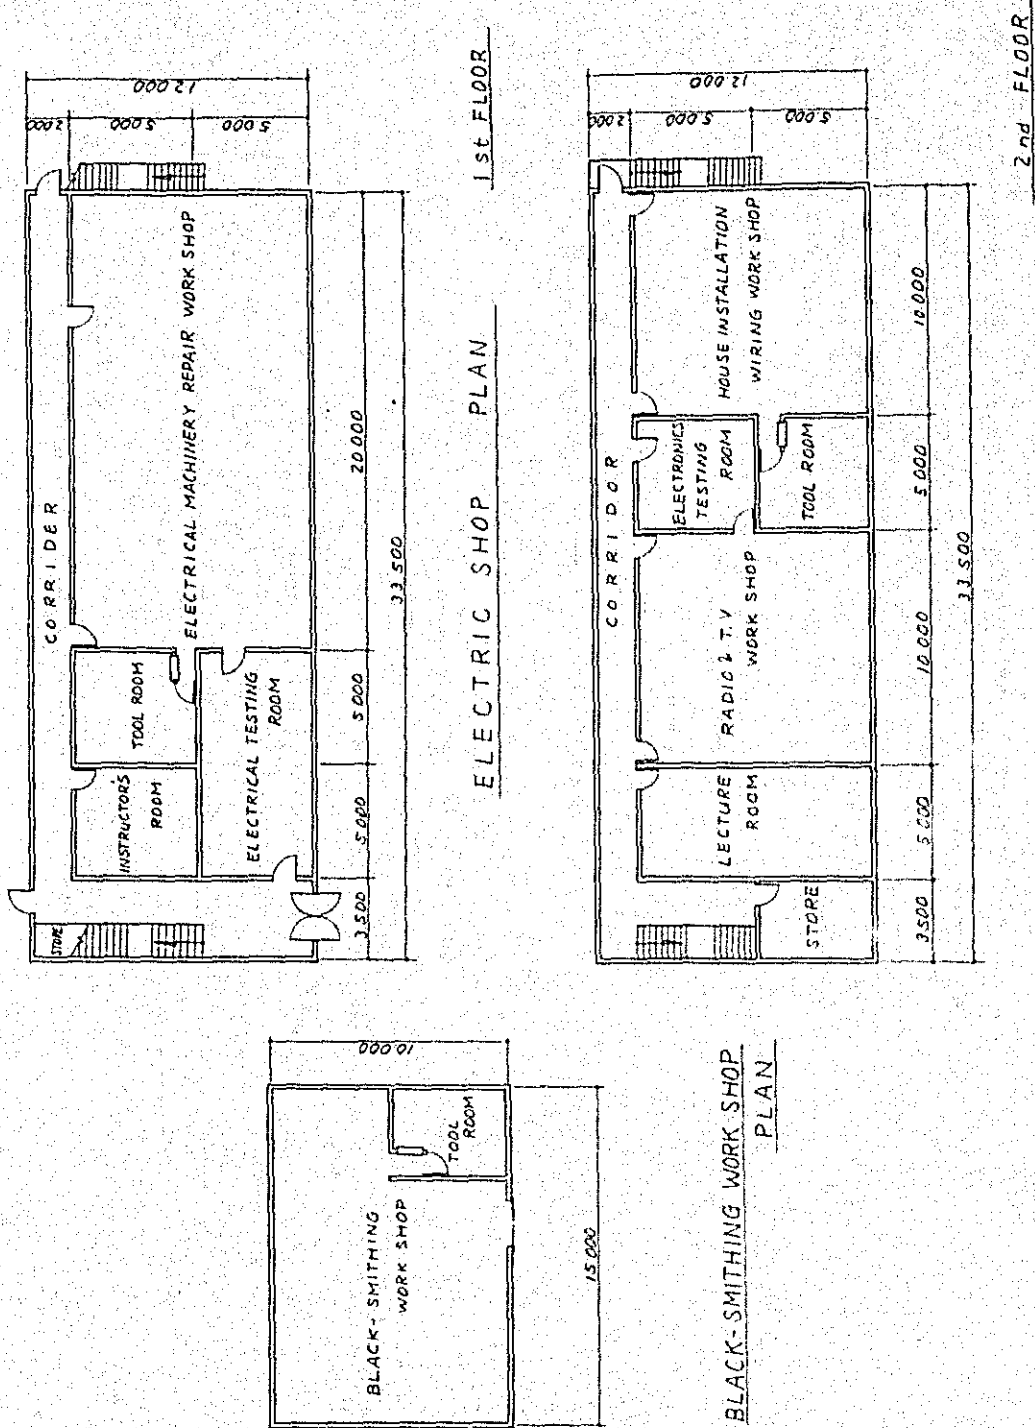 CORRIDER
STORE
INSTRUCTOR'S
ROOM
TOOL ROOM
ELECTRICAL TESTING
ROOM
ELECTRICAL MACHINERY REPAIR WORK SHOP
2 000
5 000
5 000
12 000
3 500
5 000
5 000
20 000
33 500
1st FLOOR
ELECTRIC SHOP PLAN
CORRIDOR
STORE
LECTURE
ROOM
RADIO & T.V
WORK SHOP
ELECTRONICS
TESTING
ROOM
TOOL ROOM
HOUSE INSTALLATION
WIRING WORK SHOP
2 000
5 000
5 000
12 000
3 500
5 000
10 000
5 000
10 000
33 500
2nd FLOOR
BLACK-SMITHING
WORK SHOP
TOOL
ROOM
10 000
15 000
BLACK-SMITHING WORK SHOP
PLAN